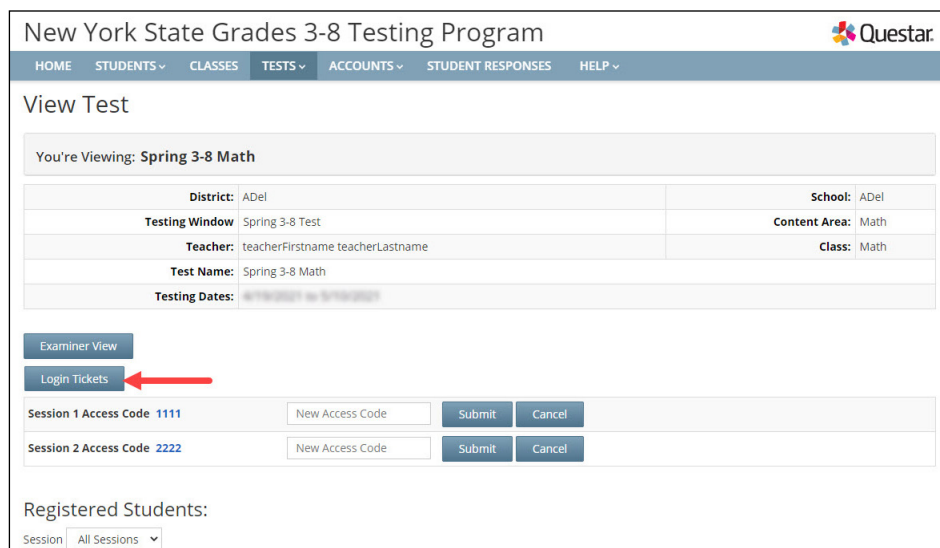 New York State Grades 3-8 Testing Program
Questar
HOME STUDENTS CLASSES TESTS ACCOUNTS STUDENT RESPONSES HELP
View Test
You're Viewing: Spring 3-8 Math
District: ADel School: ADel
Testing Window Spring 3-8 Test Content Area: Math
Teacher: teacherFirstname teacherLastname Class: Math
Test Name: Spring 3-8 Math
Testing Dates:
Examiner View
Login Tickets
Session 1 Access Code 1111 New Access Code Submit Cancel
Session 2 Access Code 2222 New Access Code Submit Cancel
Registered Students:
Session All Sessions